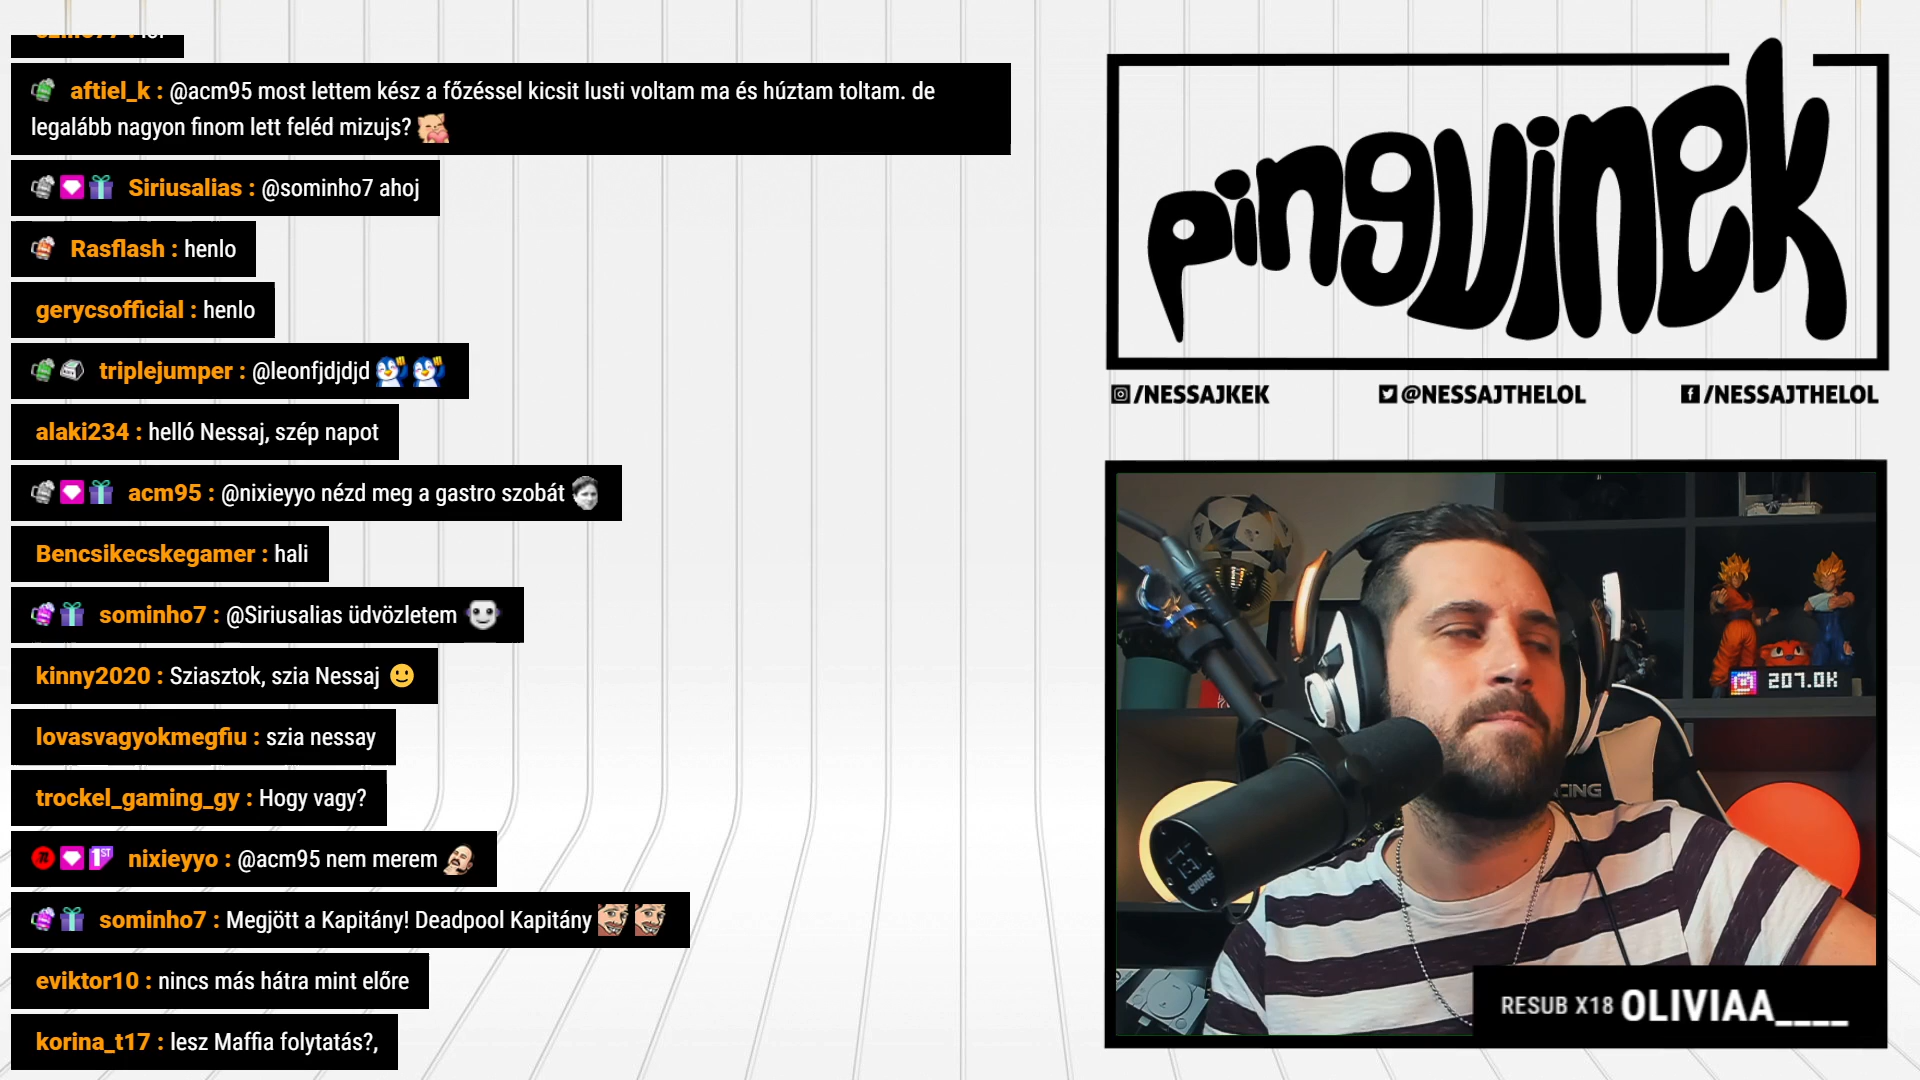 aftiel_k : @acm95 most lettem kész a főzéssel kicsit lusti voltam ma és húztam toltam. de
legalább nagyon finom lett feléd mizujs?
Siriusalias : @sominho7 ahoj
Rasflash : henlo
gerycsofficial : henlo
triplejumper : @leonfjdjdjd
alaki234 : helló Nessaj, szép napot
acm95 : @nixieyyo nézd meg a gastro szobát
Bencsikecskegamer : hali
sominho7 : @Siriusalias üdvözletem
kinny2020 : Sziasztok, szia Nessaj
lovasvagyokmegfiu : szia nessay
trockel_gaming_gy : Hogy vagy?
1ST nixieyyo : @acm95 nem merem
sominho7 : Megjött a Kapitány! Deadpool Kapitány
eviktor10 : nincs más hátra mint előre
korina_t17 : lesz Maffia folytatás?,
pingvinek
/NESSAJKEK @NESSAJTHELOL /NESSAJTHELOL
207.0K
CING
SHURE
RESUB X18 OLIVIAA____